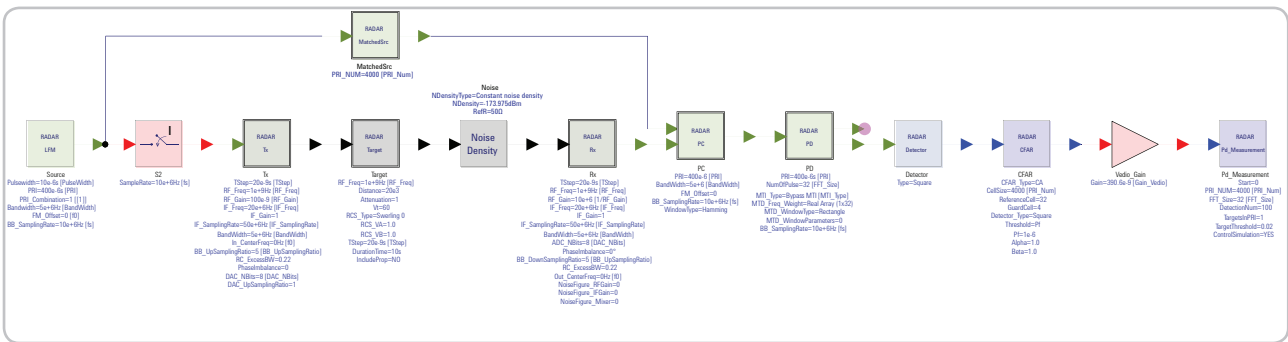 RADAR
MatchedSrc
MatchedSrc
PRI_NUM=4000 [PRI_Num]
RADAR
LFM
Source
Pulsewidth=10e-6s [PulseWidth]
PRI=400e-6s [PRI]
PRI_Combination=1 [[1]]
Bandwidth=5e+6Hz [Bandwidth]
FM_Offset=0 [f0]
BB_SamplingRate=10e+6Hz [fs]
S2
SampleRate=10e+6Hz [fs]
RADAR
Tx
Tx
TStep=20e-9s [TStep]
RF_Freq=1e+9Hz [RF_Freq]
RF_Gain=100e-9 [RF_Gain]
IF_Freq=20e+6Hz [IF_Freq]
IF_Gain=1
IF_SamplingRate=50e+6Hz [IF_SamplingRate]
BandWidth=5e+6Hz [BandWidth]
In_CenterFreq=0Hz [f0]
BB_UpSamplingRatio=5 [BB_UpSamplingRatio]
RC_ExcessBW=0.22
PhaseImbalance=0
DAC_NBits=8 [DAC_NBits]
DAC_UpSamplingRatio=1
RADAR
Target
Target
RF_Freq=1e+9Hz [RF_Freq]
Distance=20e3
Attenuation=1
Vt=60
RCS_Type=Swerling 0
RCS_VA=1.0
RCS_VB=1.0
TStep=20e-9s [TStep]
DurationTime=10s
IncludeProp=NO
Noise
NDensityType=Constant noise density
NDensity=-173.975dBm
RefR=50Ω
Noise
Density
RADAR
Rx
Rx
TStep=20e-9s [TStep]
RF_Freq=1e+9Hz [RF_Freq]
RF_Gain=10e+6 [1/RF_Gain]
IF_Freq=20e+6Hz [IF_Freq]
IF_Gain=1
IF_SamplingRate=50e+6Hz [IF_SamplingRate]
BandWidth=5e+6Hz [BandWidth]
ADC_NBits=8 [DAC_NBits]
PhaseImbalance=0°
BB_DownSamplingRatio=5 [BB_UpSamplingRatio]
RC_ExcessBW=0.22
Out_CenterFreq=0Hz [f0]
NoiseFigure_RFGain=0
NoiseFigure_IFGain=0
NoiseFigure_Mixer=0
RADAR
PC
PC
PRI=400e-6 [PRI]
BandWidth=5e+6 [BandWidth]
FM_Offset=0
BB_SamplingRate=10e+6Hz [fs]
WindowType=Hamming
RADAR
PD
PD
PRI=400e-6s [PRI]
NumOfPulse=32 [FFT_Size]
MTI_Type=Bypass MTI [MTI_Type]
MTD_Freq_Weight=Real Array (1x32)
MTD_WindowType=Rectangle
MTD_WindowParameters=0
BB_SamplingRate=10e+6Hz [fs]
RADAR
Detector
Detector
Type=Square
RADAR
CFAR
CFAR
CFAR_Type=CA
CellSize=4000 [PRI_Num]
ReferenceCell=32
GuardCell=4
Detector_Type=Square
Threshold=Pf
Pf=1e-6
Alpha=1.0
Beta=1.0
Vedio_Gain
Gain=390.6e-9 [Gain_Vedio]
RADAR
Pd_Measurement
Pd_Measurement
Start=0
PRI_NUM=4000 [PRI_Num]
FFT_Size=32 [FFT_Size]
DetectionNum=100
TargetsInPRI=1
TargetThreshold=0.02
ControlSimulation=YES